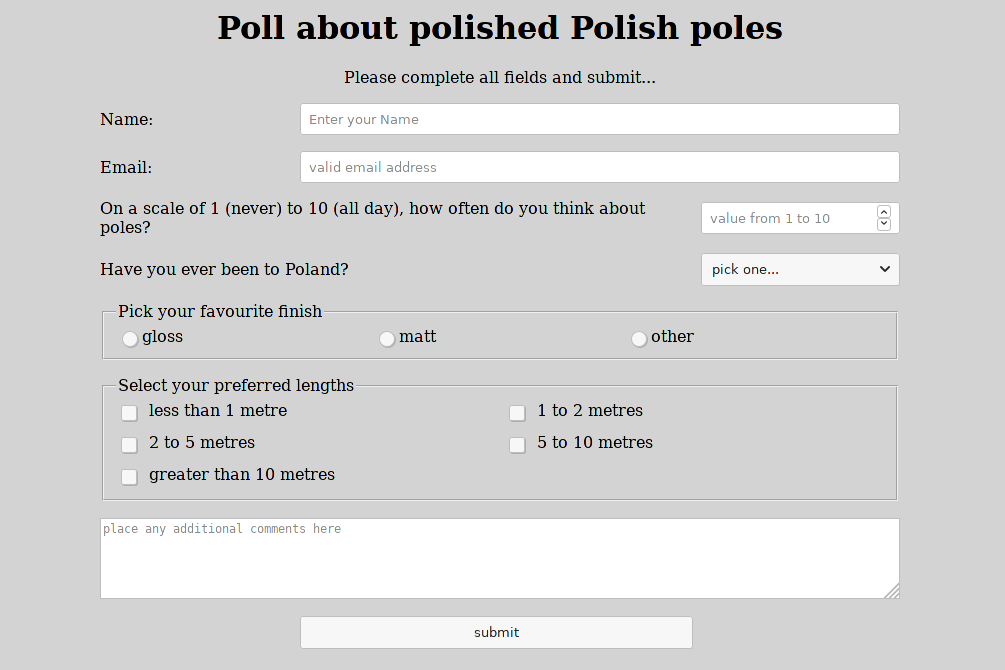 Poll about polished Polish poles
Please complete all fields and submit...
Name:
Enter your Name
Email:
valid email address
On a scale of 1 (never) to 10 (all day), how often do you think about
poles?
value from 1 to 10
Have you ever been to Poland?
pick one...
Pick your favourite finish
gloss
matt
other
Select your preferred lengths
less than 1 metre
1 to 2 metres
2 to 5 metres
5 to 10 metres
greater than 10 metres
place any additional comments here
submit